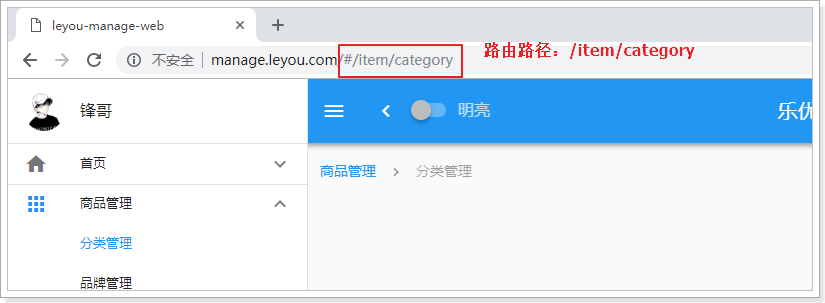 leyou-manage-web
不安全 manage.leyou.com/#/item/category
路由路径：/item/category
锋哥
明亮
乐优
首页
商品管理 分类管理
商品管理
分类管理
品牌管理